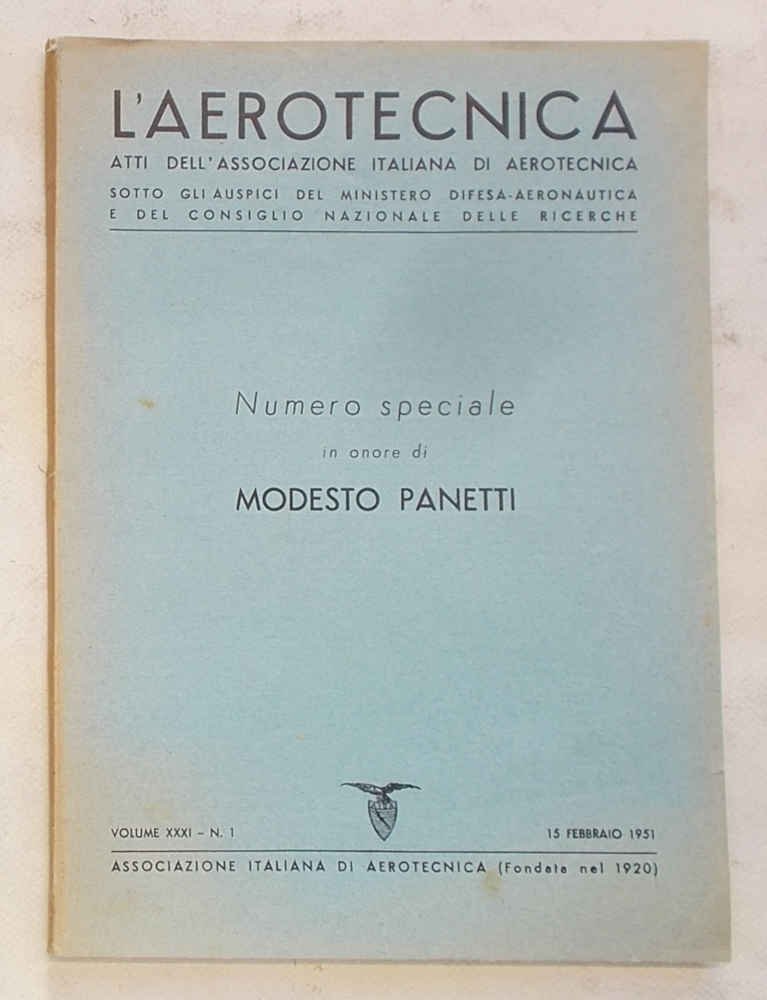 L'AEROTECNICA
ATTI DELL'ASSOCIAZIONE ITALIANA DI AEROTECNICA
SOTTO GLI AUSPICI DEL MINISTERO DIFESA-AERONAUTICA
E DEL CONSIGLIO NAZIONALE DELLE RICERCHE
Numero speciale
in onore di
MODESTO PANETTI
VOLUME XXXI - N. 1 15 FEBBRAIO 1951
ASSOCIAZIONE ITALIANA DI AEROTECNICA (Fondata nel 1920)